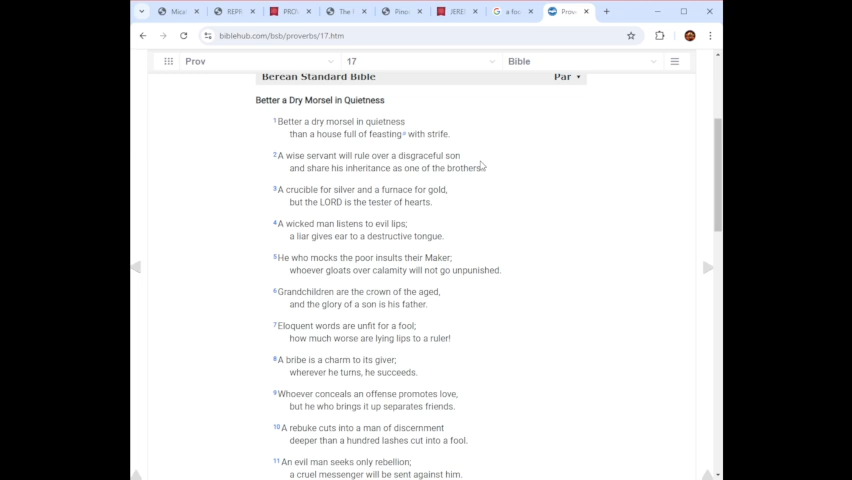 Mical
REPR
PROV
The I
Pino
JEREI
a foo
Prov
biblehub.com/bsb/proverbs/17.htm
Prov 17 Bible
Berean Standard Bible Par
Better a Dry Morsel in Quietness
1 Better a dry morsel in quietness
than a house full of feasting a with strife.
2 A wise servant will rule over a disgraceful son
and share his inheritance as one of the brothers.
3 A crucible for silver and a furnace for gold,
but the LORD is the tester of hearts.
4 A wicked man listens to evil lips;
a liar gives ear to a destructive tongue.
5 He who mocks the poor insults their Maker;
whoever gloats over calamity will not go unpunished.
6 Grandchildren are the crown of the aged,
and the glory of a son is his father.
7 Eloquent words are unfit for a fool;
how much worse are lying lips to a ruler!
8 A bribe is a charm to its giver;
wherever he turns, he succeeds.
9 Whoever conceals an offense promotes love,
but he who brings it up separates friends.
10 A rebuke cuts into a man of discernment
deeper than a hundred lashes cut into a fool.
11 An evil man seeks only rebellion;
a cruel messenger will be sent against him.